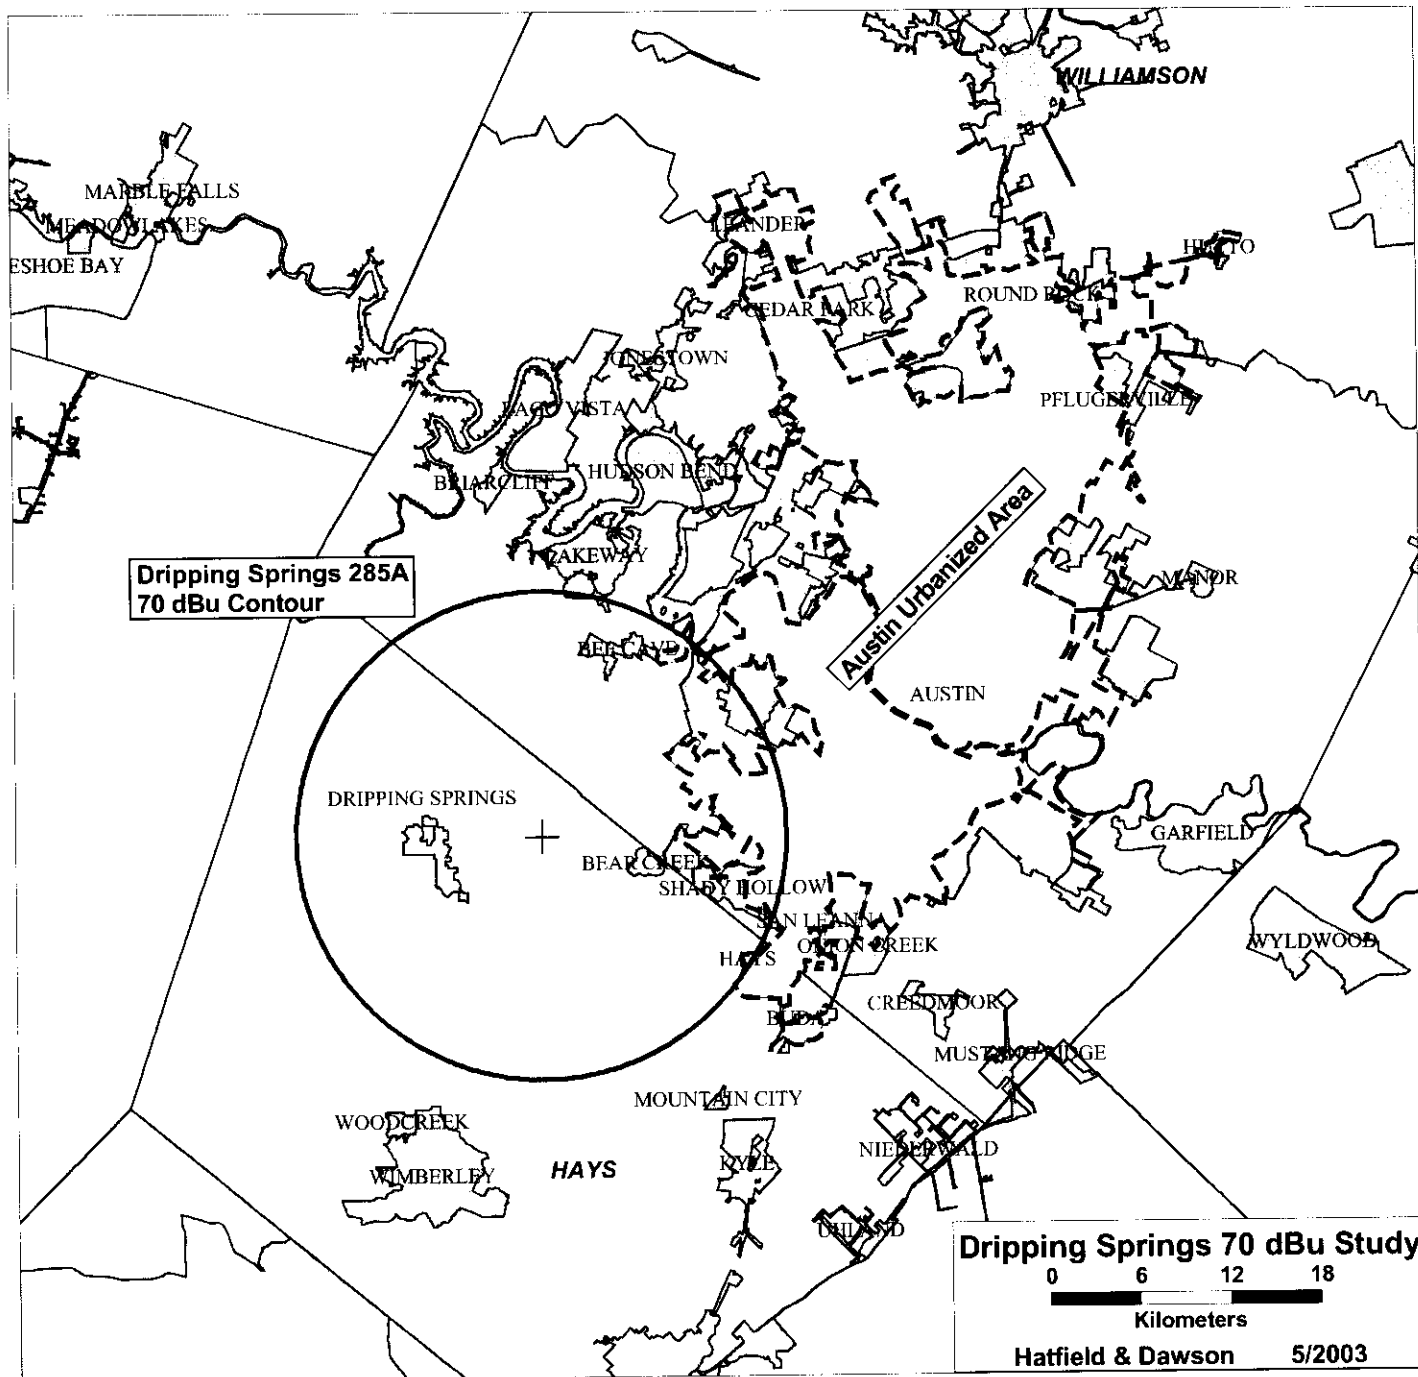 WILLIAMSON
MARBLE FALLS
MEADOWLAKES
ESHOE BAY
LEANDER
HUTTO
CEDAR PARK
ROUND ROCK
JONESTOWN
PFLUGERVILLE
LAGO VISTA
HUDSON BEND
BRIARCLIFF
Austin Urbanized Area
LAKEWAY
Dripping Springs 285A
70 dBu Contour
MANOR
BEE CAVE
AUSTIN
DRIPPING SPRINGS
GARFIELD
BEAR CREEK
SHADY HOLLOW
SAN LEANNA
ONION CREEK
WYLDWOOD
HAYS
CREEDMOOR
BUDA
MUSTANG RIDGE
MOUNTAIN CITY
WOODCREEK
NIEDERWALD
WIMBERLEY
HAYS
KYLE
UHLAND
Dripping Springs 70 dBu Study
0 6 12 18
Kilometers
Hatfield & Dawson 5/2003